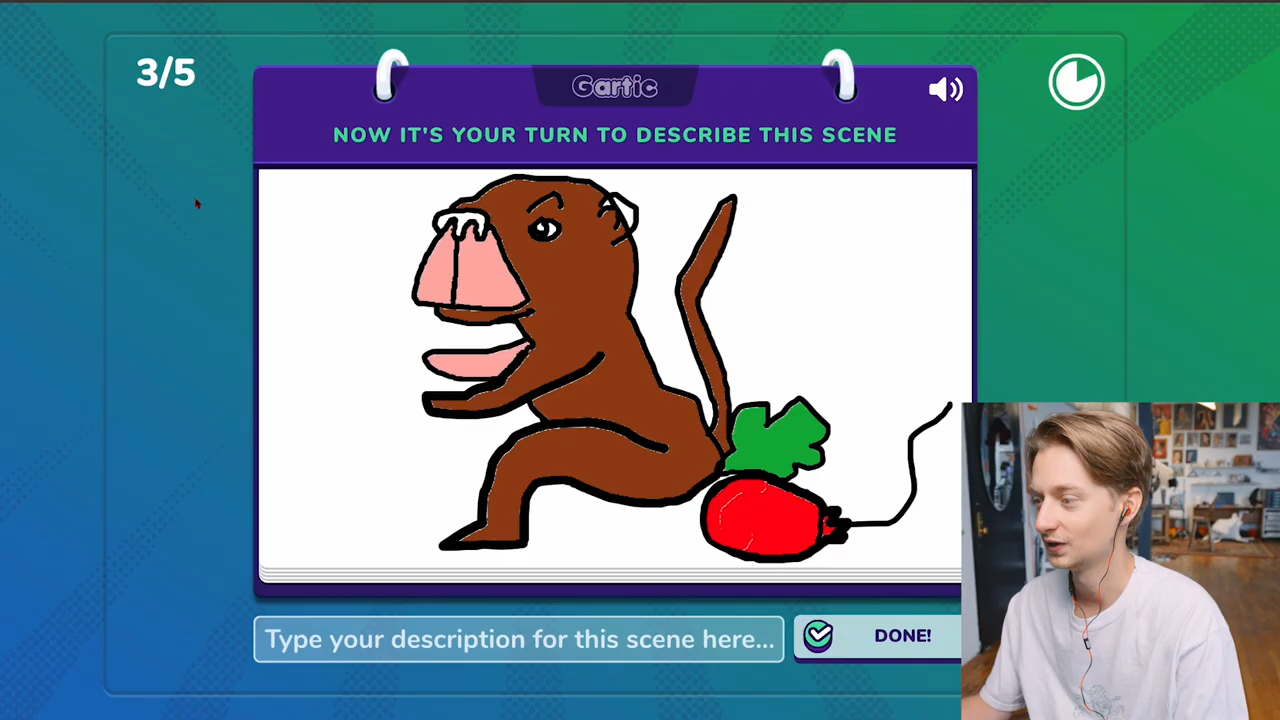 3/5
Gartic
NOW IT'S YOUR TURN TO DESCRIBE THIS SCENE
Type your description for this scene here...
DONE!